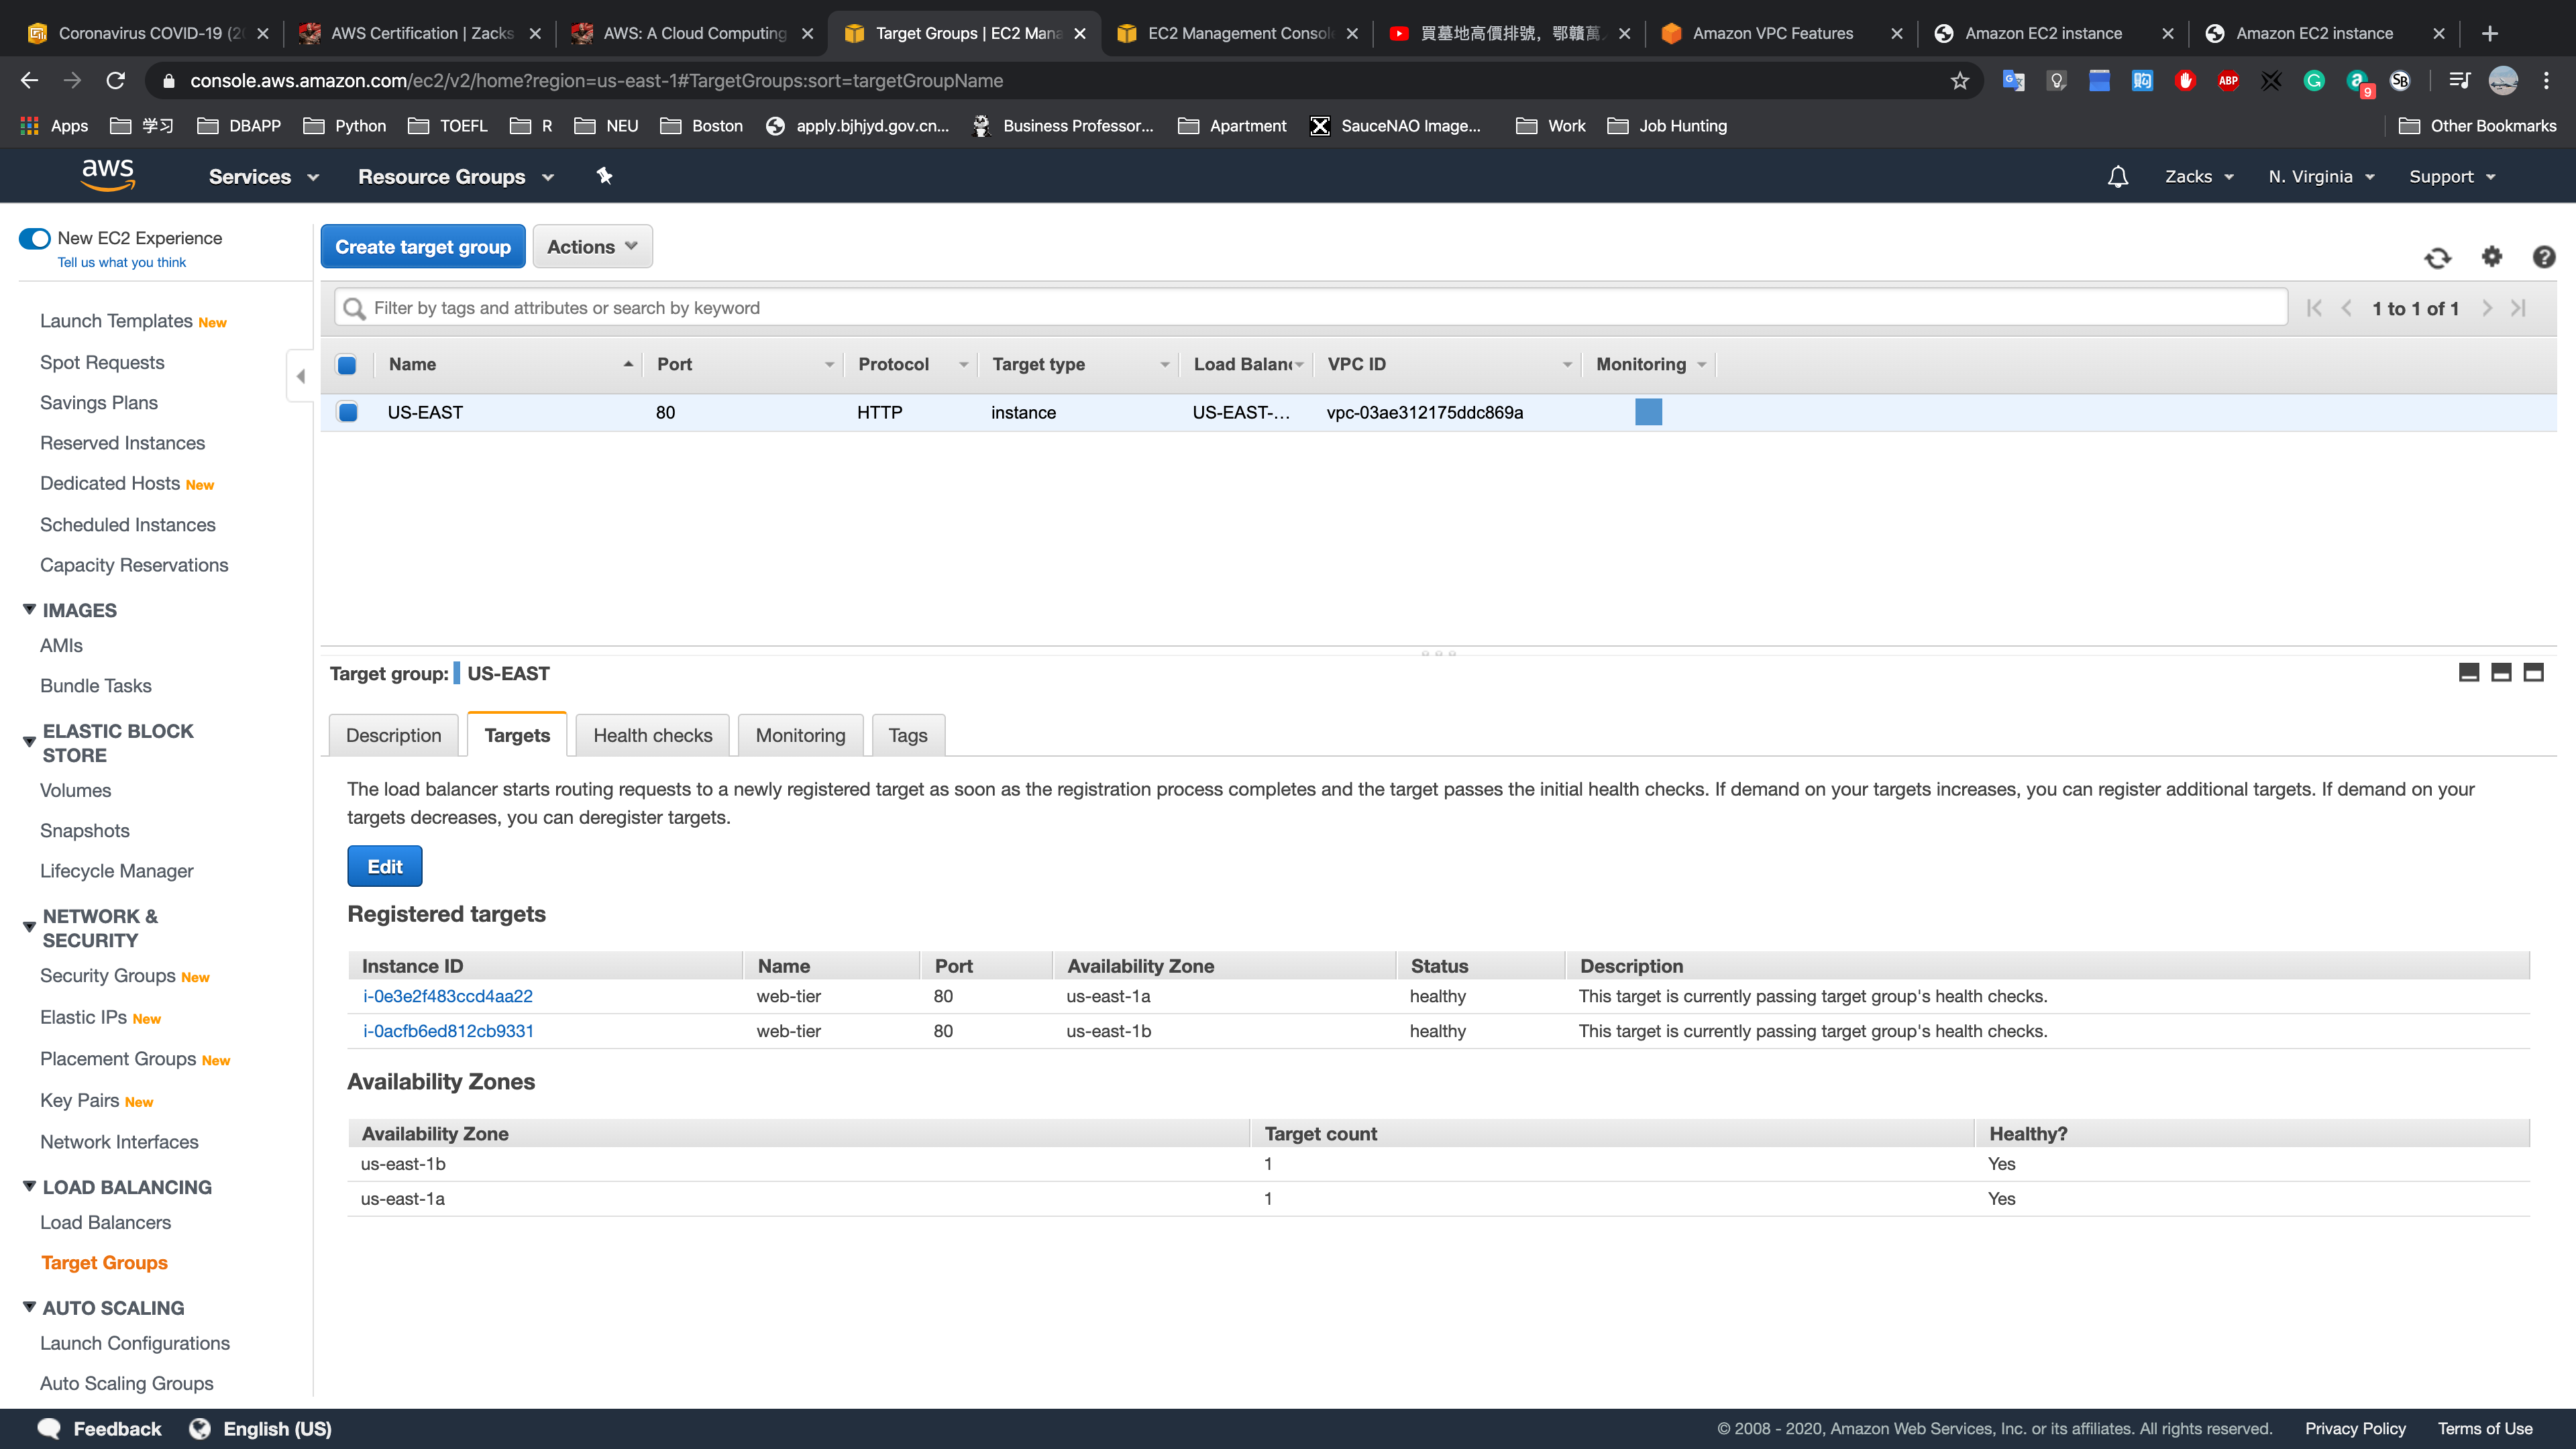 Coronavirus COVID-19 (20
AWS Certification | Zacks
AWS: A Cloud Computing
Target Groups | EC2 Mana
EC2 Management Console
買墓地高價排號，鄂贛萬
Amazon VPC Features
Amazon EC2 instance
Amazon EC2 instance
console.aws.amazon.com/ec2/v2/home?region=us-east-1#TargetGroups:sort=targetGroupName
ABP
9
SB
Apps
学习
DBAPP
Python
TOEFL
R
NEU
Boston
apply.bjhjyd.gov.cn...
Business Professor...
Apartment
SauceNAO Image...
Work
Job Hunting
Other Bookmarks
aws
Services
Resource Groups
Zacks
N. Virginia
Support
New EC2 Experience
Tell us what you think
Launch Templates New
Spot Requests
Savings Plans
Reserved Instances
Dedicated Hosts New
Scheduled Instances
Capacity Reservations
IMAGES
AMIs
Bundle Tasks
ELASTIC BLOCK
STORE
Volumes
Snapshots
Lifecycle Manager
NETWORK &
SECURITY
Security Groups New
Elastic IPs New
Placement Groups New
Key Pairs New
Network Interfaces
LOAD BALANCING
Load Balancers
Target Groups
AUTO SCALING
Launch Configurations
Auto Scaling Groups
Create target group
Actions
Filter by tags and attributes or search by keyword
1 to 1 of 1
Name Port Protocol Target type Load Balanc VPC ID Monitoring
US-EAST 80 HTTP instance US-EAST-... vpc-03ae312175ddc869a
Target group: US-EAST
Description Targets Health checks Monitoring Tags
The load balancer starts routing requests to a newly registered target as soon as the registration process completes and the target passes the initial health checks. If demand on your targets increases, you can register additional targets. If demand on your
targets decreases, you can deregister targets.
Edit
Registered targets
Instance ID Name Port Availability Zone Status Description
i-0e3e2f483ccd4aa22 web-tier 80 us-east-1a healthy This target is currently passing target group's health checks.
i-0acfb6ed812cb9331 web-tier 80 us-east-1b healthy This target is currently passing target group's health checks.
Availability Zones
Availability Zone Target count Healthy?
us-east-1b 1 Yes
us-east-1a 1 Yes
Feedback
English (US)
© 2008 - 2020, Amazon Web Services, Inc. or its affiliates. All rights reserved.
Privacy Policy
Terms of Use